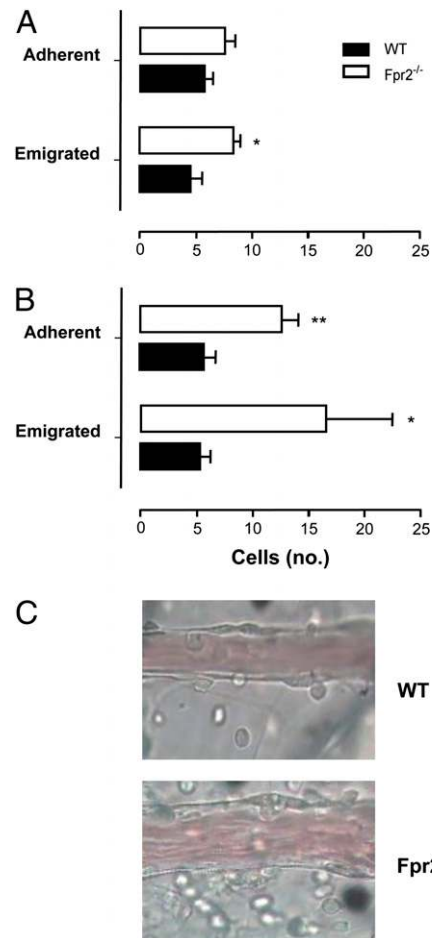 A
Adherent
WT
Fpr2-/-
Emigrated
*
0 5 10 15 20 25
B
Adherent
**
Emigrated
*
0 5 10 15 20 25
Cells (no.)
C
WT
Fpr2